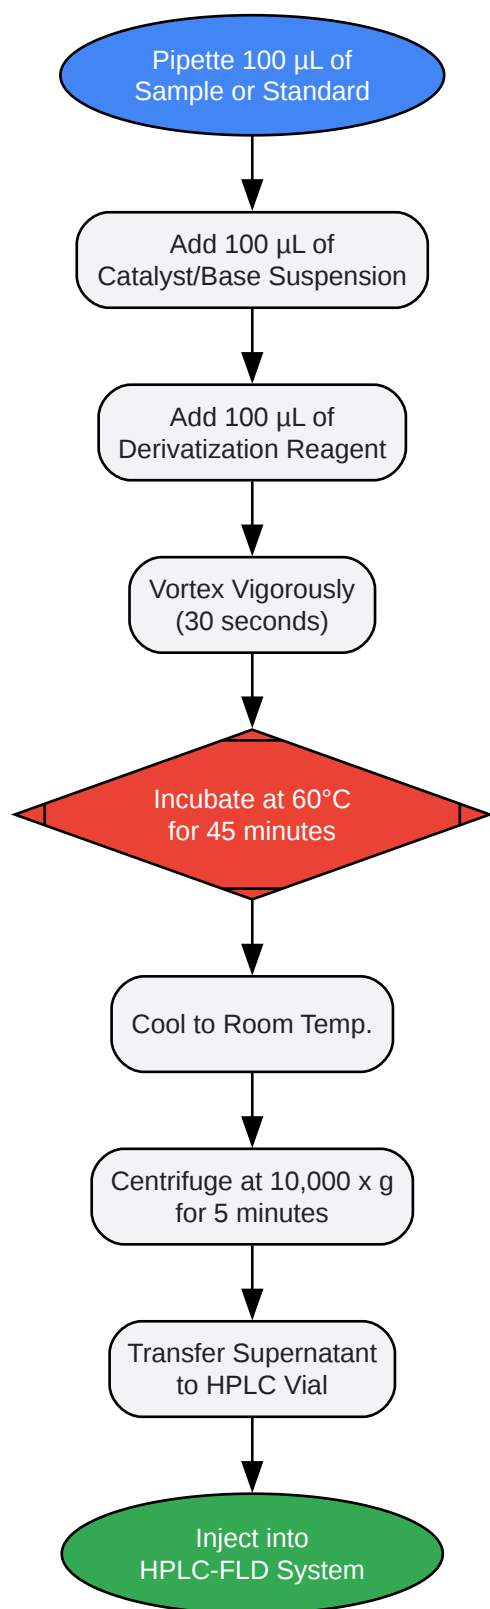 Pipette 100 µL of
Sample or Standard
Add 100 µL of
Catalyst/Base Suspension
Add 100 µL of
Derivatization Reagent
Vortex Vigorously
(30 seconds)
Incubate at 60°C
for 45 minutes
Cool to Room Temp.
Centrifuge at 10,000 x g
for 5 minutes
Transfer Supernatant
to HPLC Vial
Inject into
HPLC-FLD System